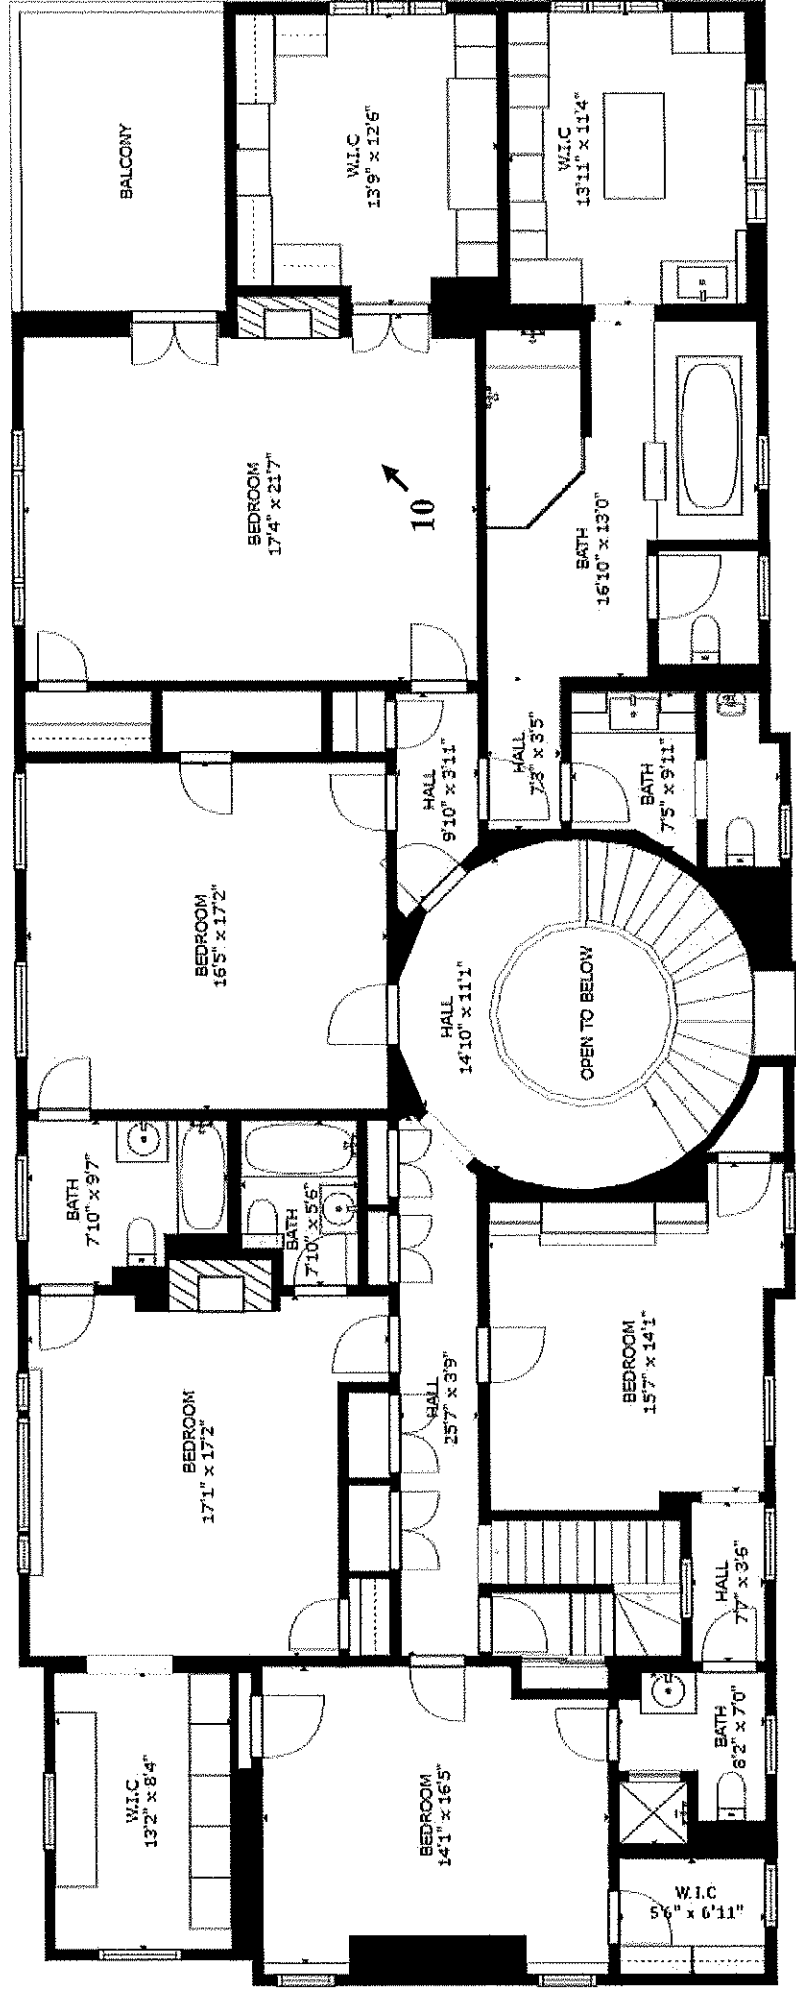 BALCONY
W.I.C
13'9" x 12'6"
W.I.C
13'11" x 11'4"
BEDROOM
17'4" x 21'7"
10
BATH
16'10" x 13'0"
HALL
9'10" x 3'11"
HALL
7'3" x 3'5"
BATH
7'5" x 9'11"
BEDROOM
16'5" x 17'2"
HALL
14'10" x 11'1"
OPEN TO BELOW
BATH
7'10" x 9'7"
BATH
7'10" x 5'6"
BEDROOM
17'1" x 17'2"
HALL
25'7" x 3'9"
BEDROOM
15'7" x 14'1"
HALL
7'7" x 3'6"
W.I.C
13'2" x 8'4"
BEDROOM
14'1" x 16'5"
BATH
8'2" x 7'0"
W.I.C
5'6" x 6'11"